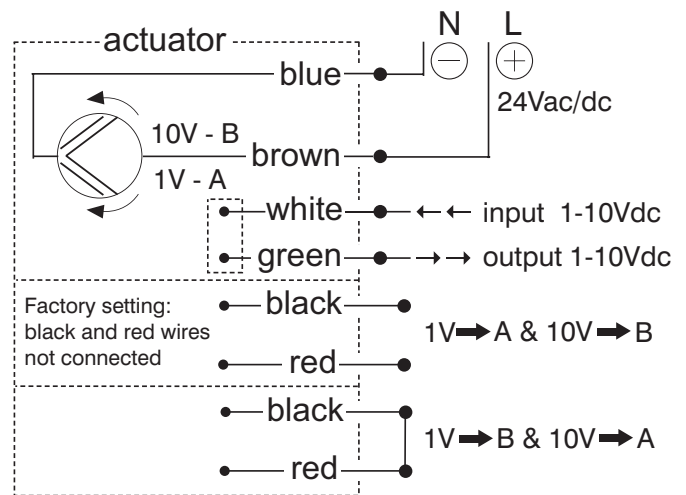 actuator
N L
− +
blue
24Vac/dc
10V - B
brown
1V - A
white input 1-10Vdc
green output 1-10Vdc
Factory setting:
black and red wires
not connected
black
1V➡A & 10V➡B
red
black
1V➡B & 10V➡A
red